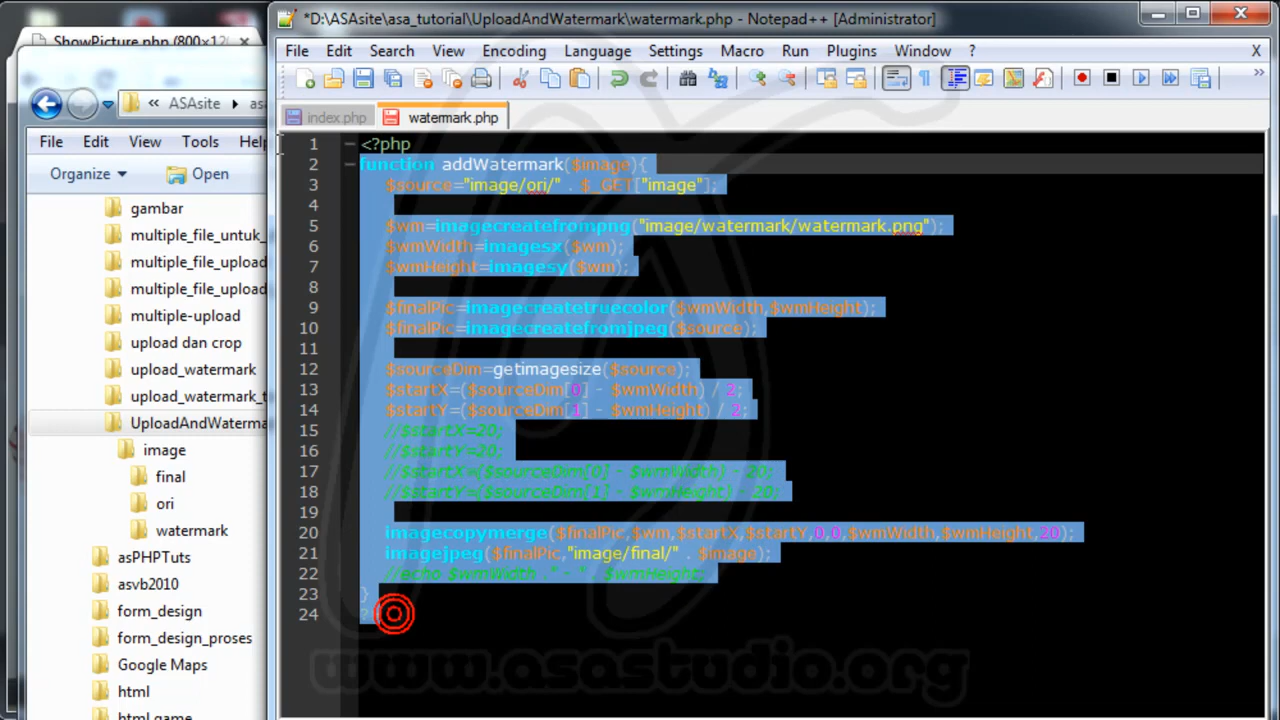 ShowPicture.php (800×120
*D:\ASAsite\asa_tutorial\UploadAndWatermark\watermark.php - Notepad++ [Administrator]
File Edit Search View Encoding Language Settings Macro Run Plugins Window ? X
index.php watermark.php
« ASAsite
File Edit View Tools Help
Organize Open
gambar
multiple_file_untuk_
multiple_file_upload
multiple_file_upload
multiple-upload
upload dan crop
upload_watermark
upload_watermark_t
UploadAndWaterma
image
final
ori
watermark
asPHPTuts
asvb2010
form_design
form_design_proses
Google Maps
html
html game
1 <?php
2 function addWatermark($image){
3 $source="image/ori/" . $_GET["image"];
4
5 $wm=imagecreatefrompng("image/watermark/watermark.png");
6 $wmWidth=imagesx($wm);
7 $wmHeight=imagesy($wm);
8
9 $finalPic=imagecreatetruecolor($wmWidth,$wmHeight);
10 $finalPic=imagecreatefromjpeg($source);
11
12 $sourceDim=getimagesize($source);
13 $startX=($sourceDim[0] - $wmWidth) / 2;
14 $startY=($sourceDim[1] - $wmHeight) / 2;
15 //$startX=20;
16 //$startY=20;
17 //$startX=($sourceDim[0] - $wmWidth) - 20;
18 //$startY=($sourceDim[1] - $wmHeight) - 20;
19
20 imagecopymerge($finalPic,$wm,$startX,$startY,0,0,$wmWidth,$wmHeight,20);
21 imagejpeg($finalPic,"image/final/" . $image);
22 //echo $wmWidth ." - " . $wmHeight;
23 }
24 ?
www.asastudio.org